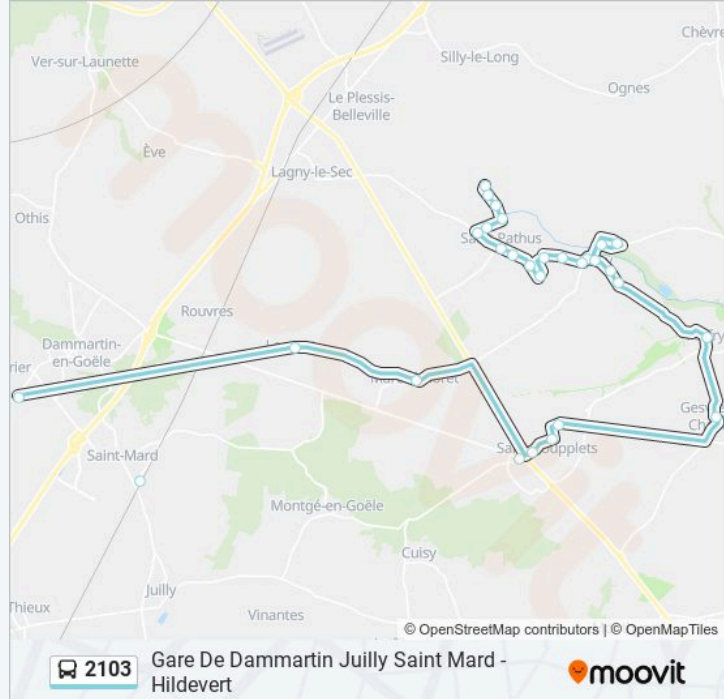 Ver-sur-Launette
Silly-le-Long
Chèvre
Ognes
Le Plessis-
Belleville
Ève
Lagny-le-Sec
Othis
Rouvres
Dammartin-
en-Goële
Saint-Mard
Montgé-en-Goële
Cuisy
Juilly
Thieux
Vinantes
© OpenStreetMap contributors | © OpenMapTiles
2103
Gare De Dammartin Juilly Saint Mard -
Hildevert
moovit